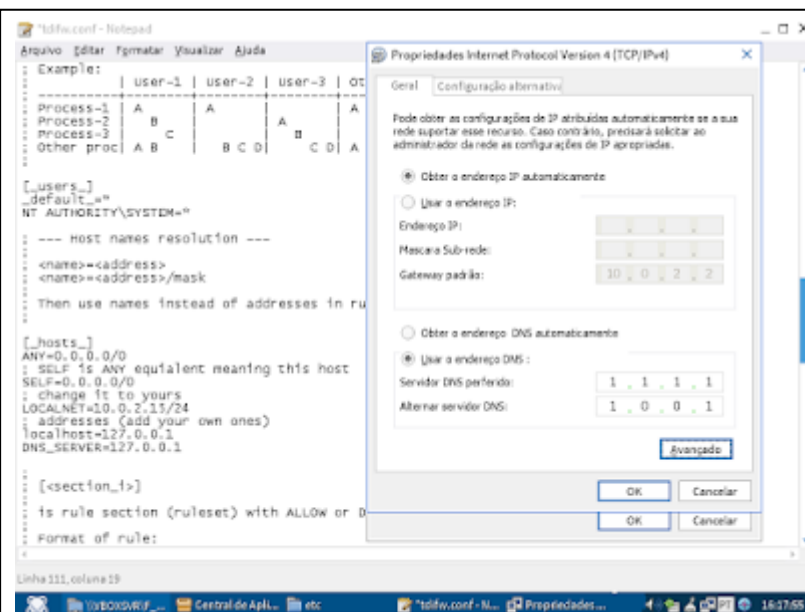 *tdifw.conf - Notepad
Arquivo Editar Formatar Visualizar Ajuda
; Example:
; | User-1 | User-2 | User-3 | Ot
; Process-1 | A | A | | A
; Process-2 | B | | A |
; Process-3 | C | | B |
; Other proc| A B | B C D| C D| A
[_users_]
_default_=*
NT AUTHORITY\SYSTEM=*
; --- Host names resolution ---
; <name>=<address>
; <name>=<address>/mask
; Then use names instead of addresses in ru
[_hosts_]
ANY=0.0.0.0/0
; SELF is ANY equialent meaning this host
SELF=0.0.0.0/0
; change it to yours
LOCALNET=10.0.2.15/24
; addresses (add your own ones)
localhost=127.0.0.1
DNS_SERVER=127.0.0.1
; [<section_i>]
; is rule section (ruleset) with ALLOW or D
; Format of rule:
Linha 111, coluna 19
Propriedades Internet Protocol Version 4 (TCP/IPv4)
Geral Configuração alternativa
Pode obter as configurações de IP atribuídas automaticamente se a sua
rede suportar esse recurso. Caso contrário, precisará solicitar ao
administrador da rede as configurações de IP apropriadas.
Obter o endereço IP automaticamente
Usar o endereço IP:
Endereço IP:
Mascara Sub-rede:
Gateway padrão: 10 . 0 . 2 . 2
Obter o endereço DNS automaticamente
Usar o endereço DNS :
Servidor DNS perferido: 1 . 1 . 1 . 1
Alternar servidor DNS: 1 . 0 . 0 . 1
Avançado
OK Cancelar
OK Cancelar
\\VBOXSVR\F_... Central de Apli... etc *tdifw.conf - N... Propriedades ... PT 16:17:55